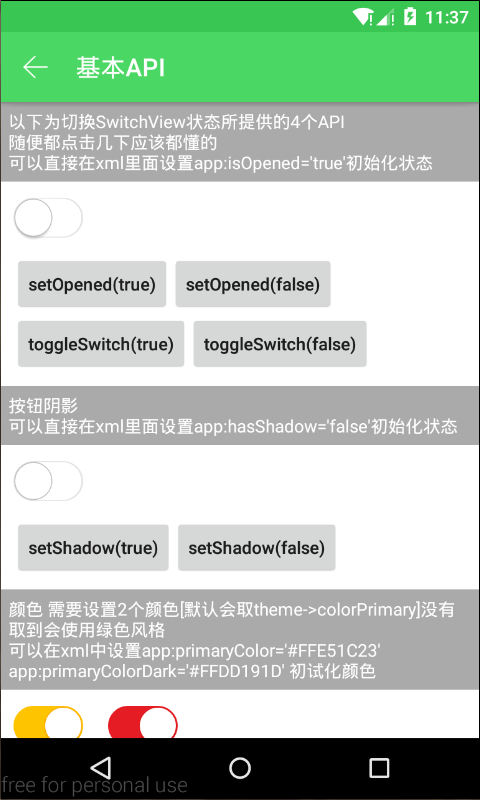 11:37
基本API
以下为切换SwitchView状态所提供的4个API
随便都点击几下应该都懂的
可以直接在xml里面设置app:isOpened='true'初始化状态
setOpened(true) setOpened(false)
toggleSwitch(true) toggleSwitch(false)
按钮阴影
可以直接在xml里面设置app:hasShadow='false'初始化状态
setShadow(true) setShadow(false)
颜色 需要设置2个颜色[默认会取theme->colorPrimary]没有
取到会使用绿色风格
可以在xml中设置app:primaryColor='#FFE51C23'
app:primaryColorDark='#FFDD191D' 初试化颜色
free for personal use